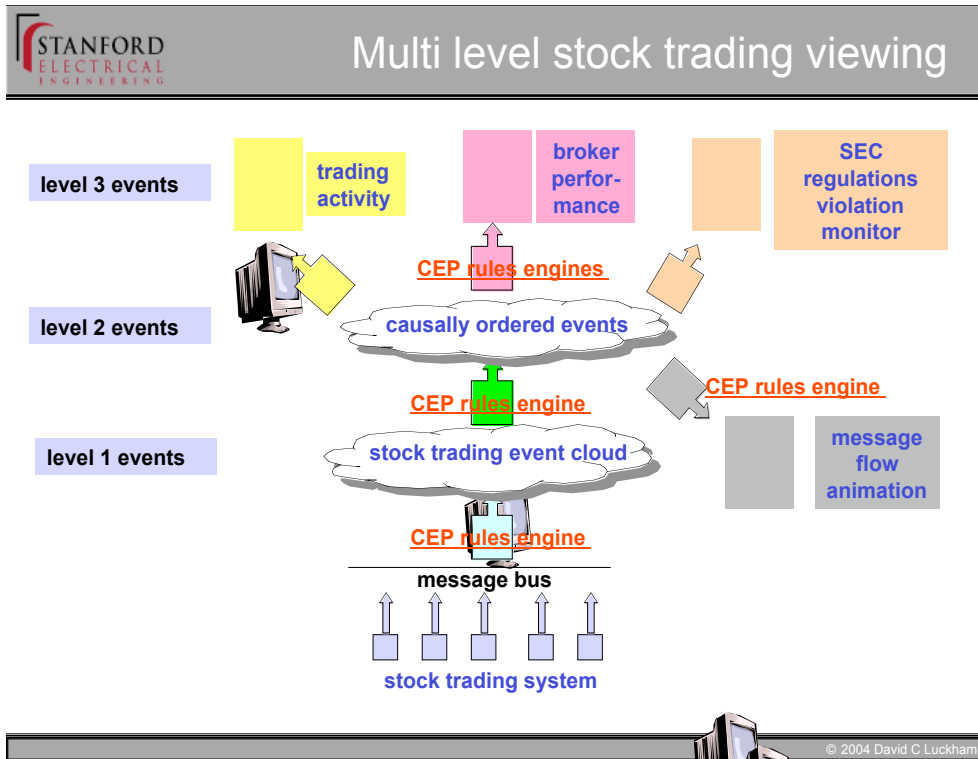 STANFORD
ELECTRICAL
ENGINEERING
Multi level stock trading viewing
level 3 events
trading
activity
broker
perfor-
mance
SEC
regulations
violation
monitor
CEP rules engines
level 2 events
causally ordered events
CEP rules engine
CEP rules engine
level 1 events
stock trading event cloud
message
flow
animation
CEP rules engine
message bus
stock trading system
© 2004 David C Luckham